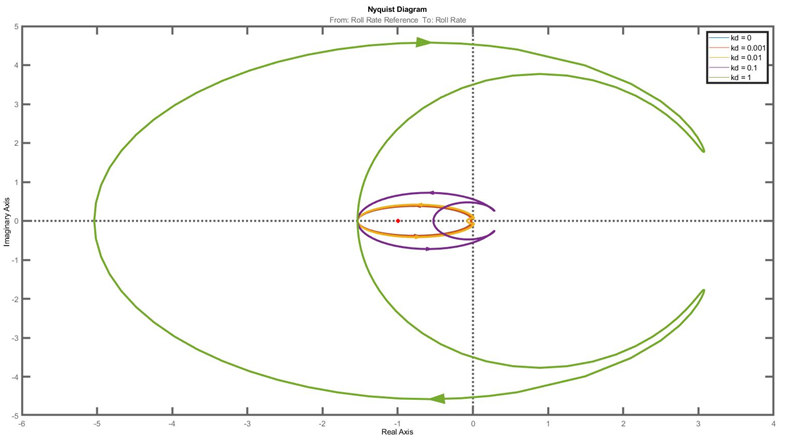 Nyquist Diagram
From: Roll Rate Reference To: Roll Rate
kd = 0
kd = 0.001
kd = 0.01
kd = 0.1
kd = 1
5
4
3
2
1
0
-1
-2
-3
-4
-5
Imaginary Axis
-6
-5
-4
-3
-2
-1
0
1
2
3
4
Real Axis